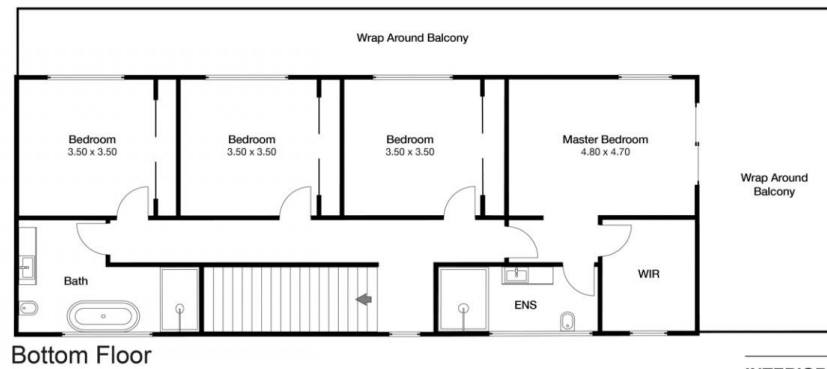 Wrap Around Balcony
Bedroom
3.50 x 3.50
Bedroom
3.50 x 3.50
Bedroom
3.50 x 3.50
Master Bedroom
4.80 x 4.70
Wrap Around
Balcony
Bath
ENS
WIR
Bottom Floor